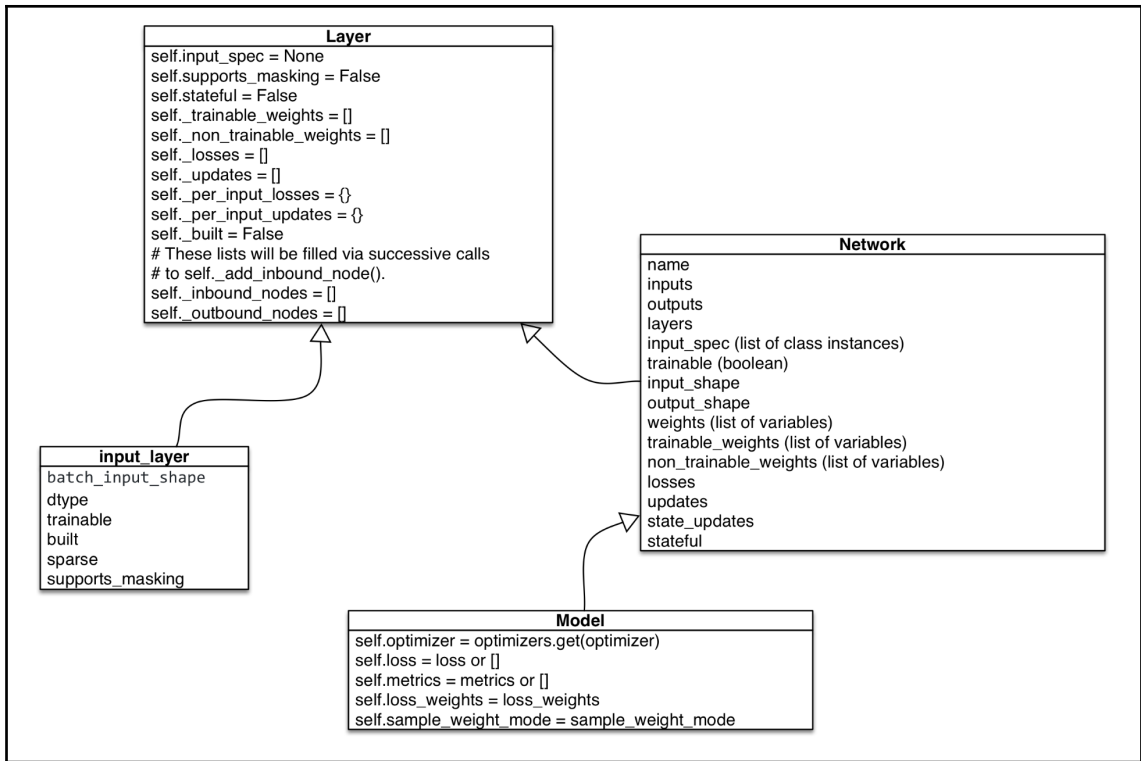 Layer
self.input_spec = None
self.supports_masking = False
self.stateful = False
self._trainable_weights = []
self._non_trainable_weights = []
self._losses = []
self._updates = []
self._per_input_losses = {}
self._per_input_updates = {}
self._built = False
# These lists will be filled via successive calls
# to self._add_inbound_node().
self._inbound_nodes = []
self._outbound_nodes = []
Network
name
inputs
outputs
layers
input_spec (list of class instances)
trainable (boolean)
input_shape
output_shape
weights (list of variables)
trainable_weights (list of variables)
non_trainable_weights (list of variables)
losses
updates
state_updates
stateful
input_layer
batch_input_shape
dtype
trainable
built
sparse
supports_masking
Model
self.optimizer = optimizers.get(optimizer)
self.loss = loss or []
self.metrics = metrics or []
self.loss_weights = loss_weights
self.sample_weight_mode = sample_weight_mode